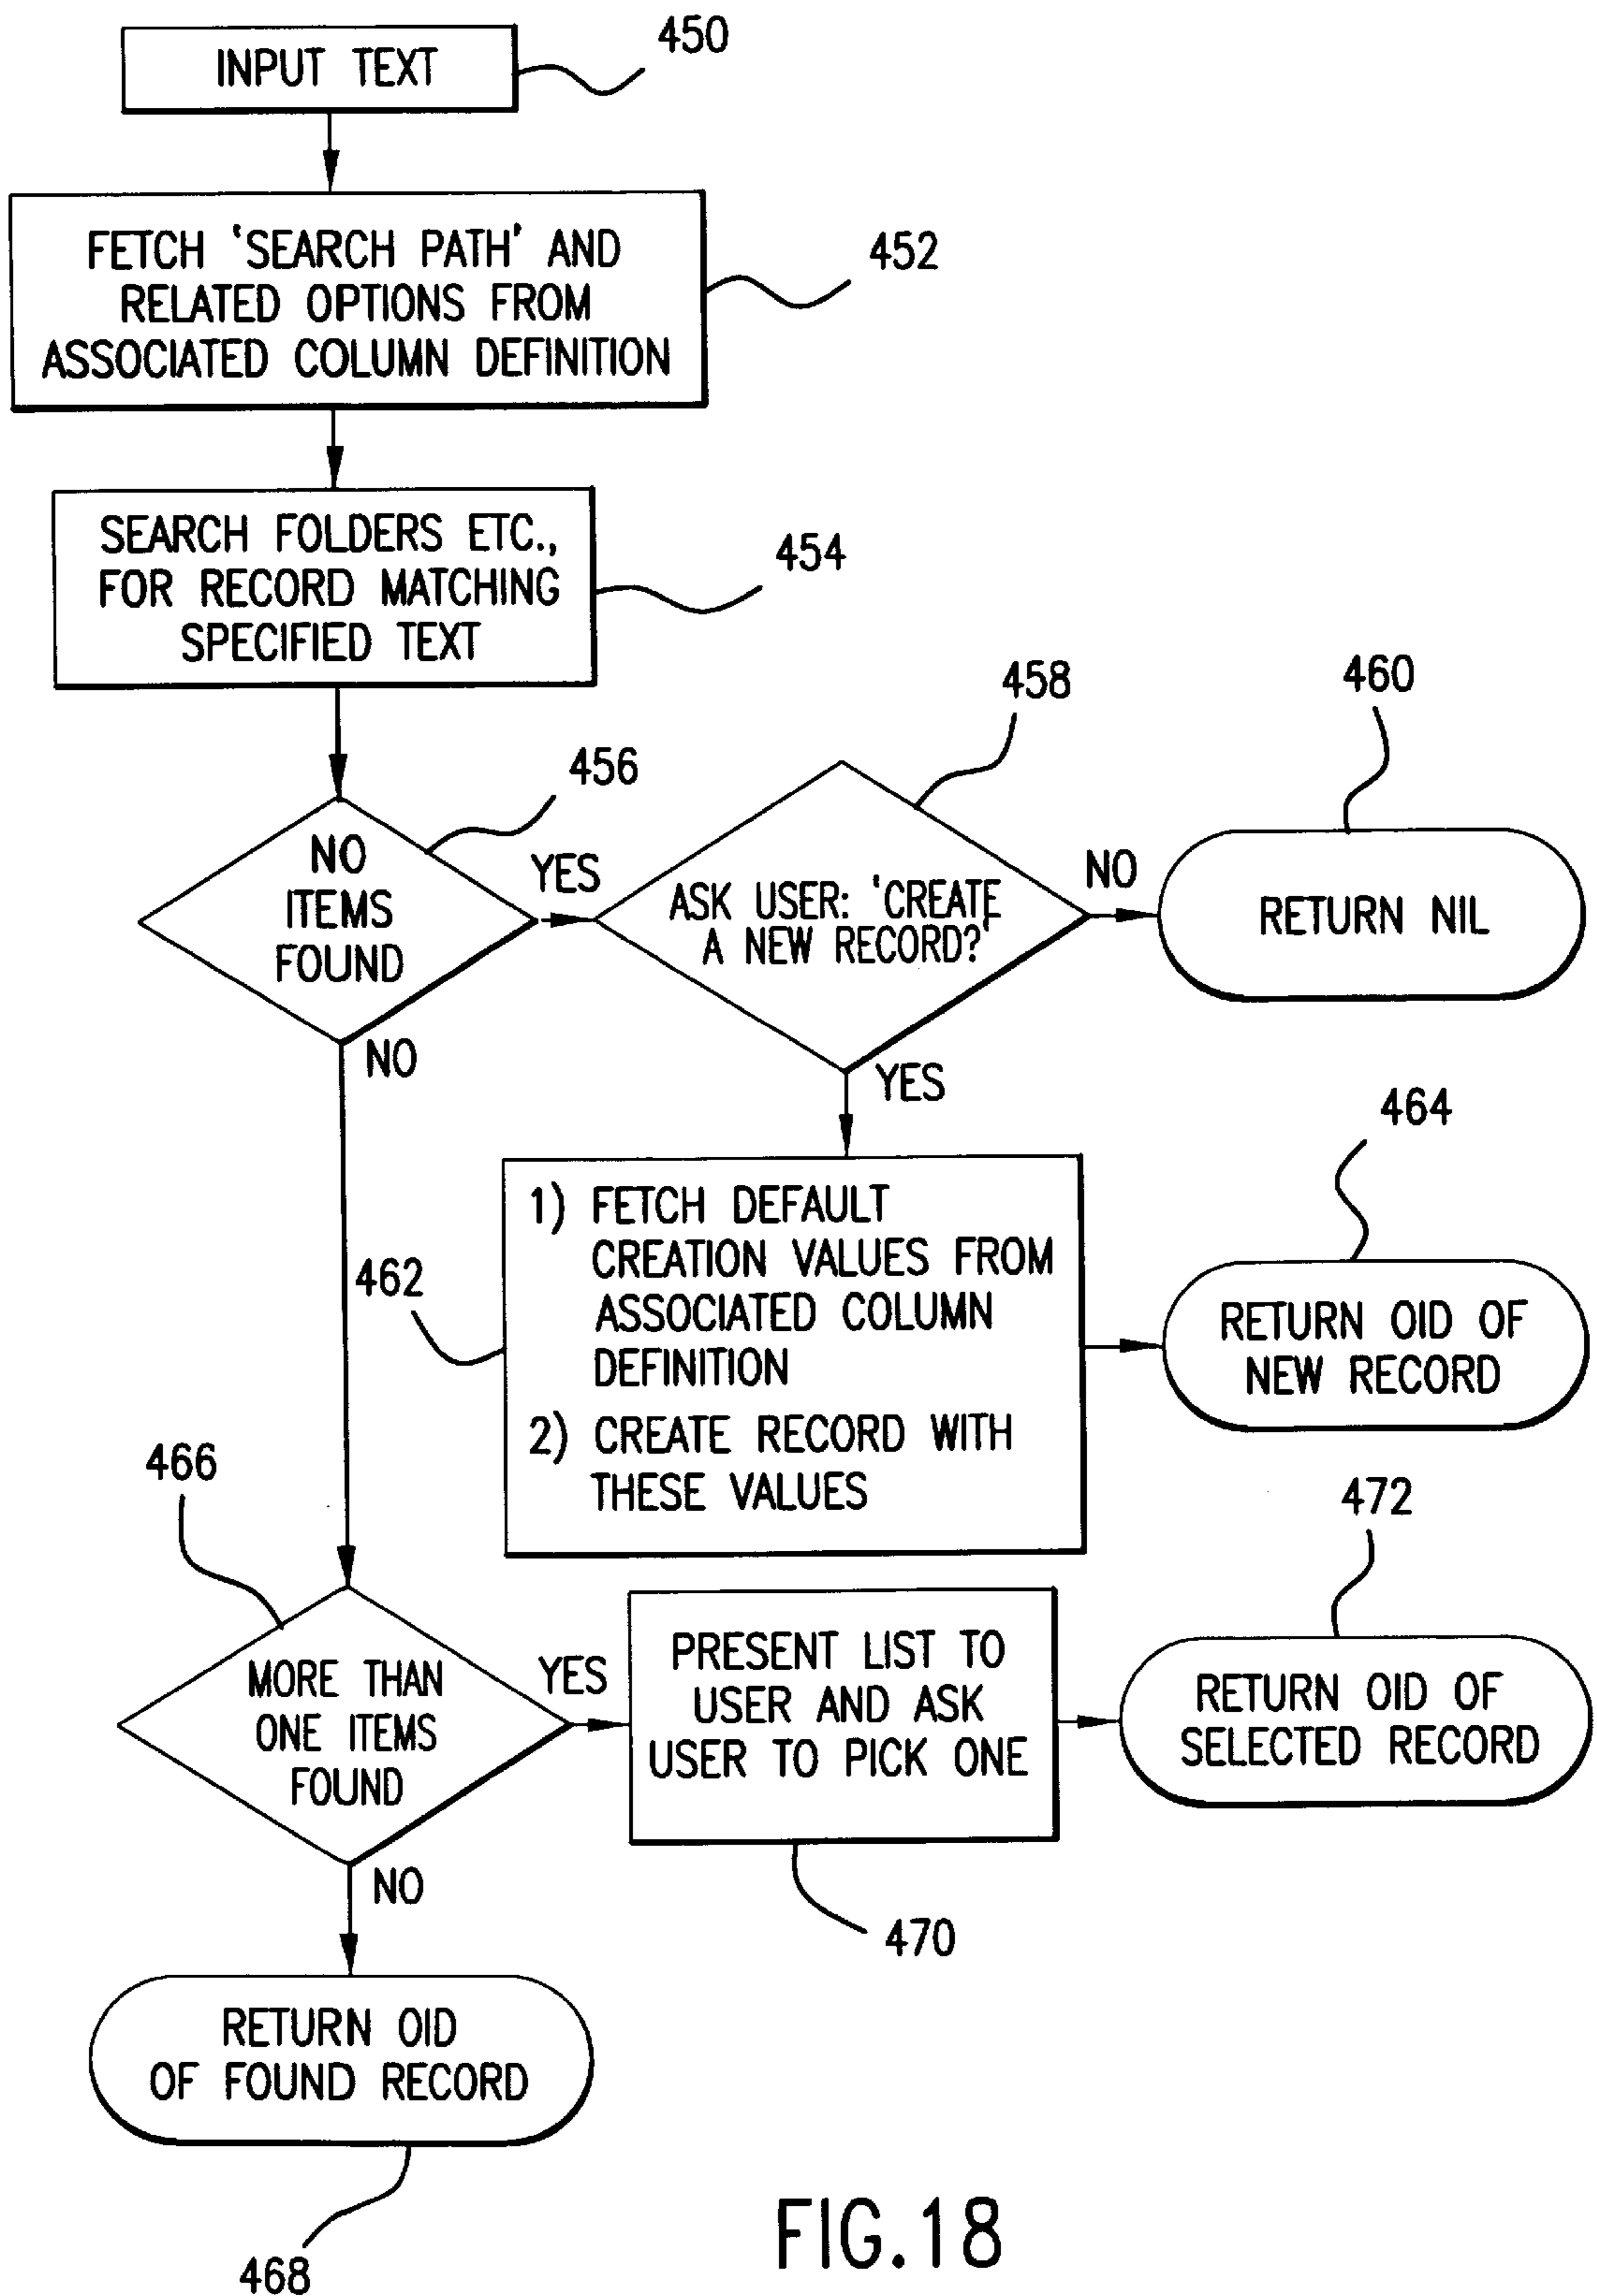 450
INPUT TEXT
FETCH 'SEARCH PATH' AND
RELATED OPTIONS FROM
ASSOCIATED COLUMN DEFINITION
452
SEARCH FOLDERS ETC.,
FOR RECORD MATCHING
SPECIFIED TEXT
454
456
NO
ITEMS
FOUND
YES
NO
458
ASK USER: 'CREATE
A NEW RECORD?'
NO
YES
460
RETURN NIL
462
1) FETCH DEFAULT
CREATION VALUES FROM
ASSOCIATED COLUMN
DEFINITION
2) CREATE RECORD WITH
THESE VALUES
464
RETURN OID OF
NEW RECORD
466
MORE THAN
ONE ITEMS
FOUND
YES
NO
PRESENT LIST TO
USER AND ASK
USER TO PICK ONE
470
472
RETURN OID OF
SELECTED RECORD
RETURN OID
OF FOUND RECORD
468
FIG.18